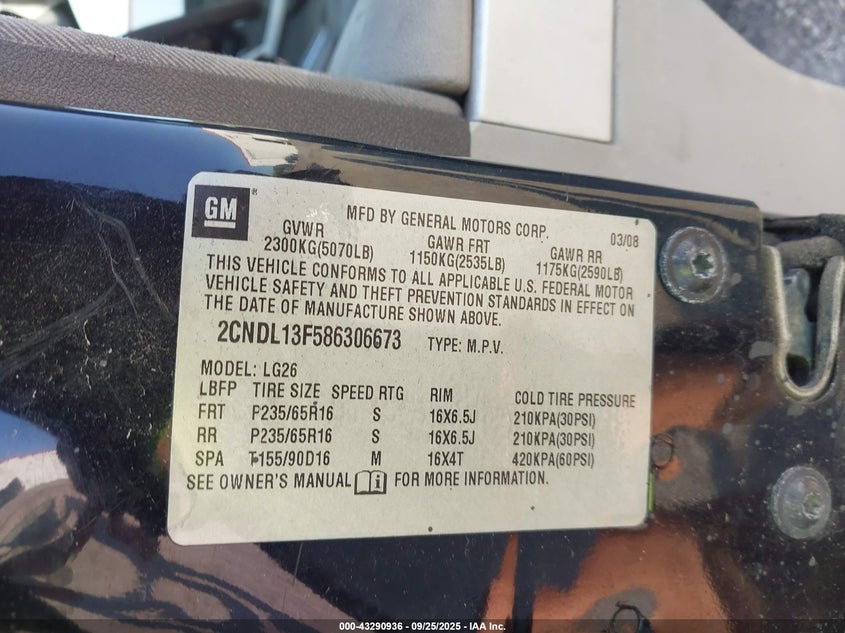 GM
MFD BY GENERAL MOTORS CORP. 03/08
GVWR GAWR FRT GAWR RR
2300KG(5070LB) 1150KG(2535LB) 1175KG(2590LB)
THIS VEHICLE CONFORMS TO ALL APPLICABLE U.S. FEDERAL MOTOR
VEHICLE SAFETY AND THEFT PREVENTION STANDARDS IN EFFECT ON
THE DATE OF MANUFACTURE SHOWN ABOVE.
2CNDL13F586306673 TYPE: M.P.V.
MODEL: LG26
LBFP TIRE SIZE SPEED RTG RIM COLD TIRE PRESSURE
FRT P235/65R16 S 16X6.5J 210KPA(30PSI)
RR P235/65R16 S 16X6.5J 210KPA(30PSI)
SPA T155/90D16 M 16X4T 420KPA(60PSI)
SEE OWNER'S MANUAL FOR MORE INFORMATION.
000-43290936 - 09/25/2025 - IAA Inc.